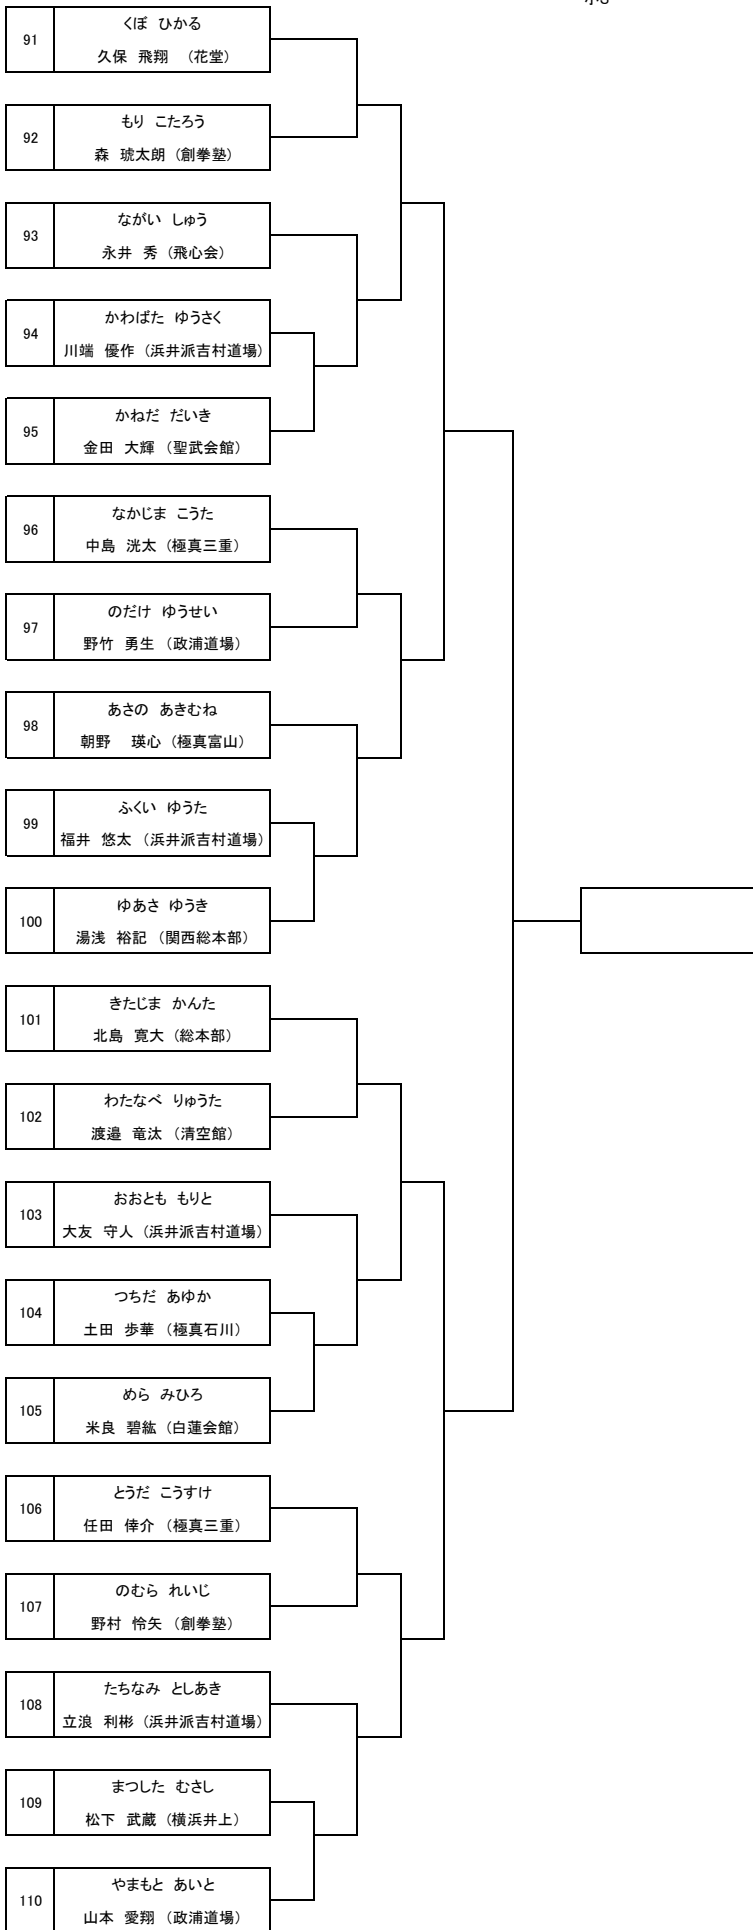 91
くぼ ひかる
久保 飛翔 （花堂）
92
もり こたろう
森 琥太朗（創拳塾）
93
ながい しゅう
永井 秀（飛心会）
94
かわばた ゆうさく
川端 優作（浜井派吉村道場）
95
かねだ だいき
金田 大輝（聖武会館）
96
なかじま こうた
中島 洸太（極真三重）
97
のだけ ゆうせい
野竹 勇生（政浦道場）
98
あさの あきむね
朝野 瑛心（極真富山）
99
ふくい ゆうた
福井 悠太（浜井派吉村道場）
100
ゆあさ ゆうき
湯浅 裕記（関西総本部）
101
きたじま かんた
北島 寛大（総本部）
102
わたなべ りゅうた
渡邉 竜汰（清空館）
103
おおとも もりと
大友 守人（浜井派吉村道場）
104
つちだ あゆか
土田 歩華（極真石川）
105
めら みひろ
米良 碧紘（白蓮会館）
106
とうだ こうすけ
任田 倖介（極真三重）
107
のむら れいじ
野村 怜矢（創拳塾）
108
たちなみ としあき
立浪 利彬（浜井派吉村道場）
109
まつした むさし
松下 武蔵（横浜井上）
110
やまもと あいと
山本 愛翔（政浦道場）